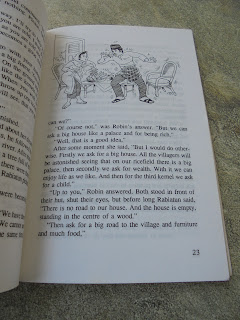 can we?"
"Of course not," was Robin's answer. "But we can
ask a big house like a palace and for being rich."
"Well, that is a good idea,"
After some moment she said, "But I would do other-
wise. Firstly we ask for a big house. All the villagers will
be astonished seeing that on our ricefield there is a big
palace, then secondly we ask for wealth. With it we can
enjoy life as we like. And then for the third kernel we ask
for a child."
"Up to you," Robin answered. Both stood in front of
their hut, shut their eyes, but before long Rabiatun said,
"There is no road to our house. And the house is empty,
standing in the centre of a wood."
"Then ask for a big road to the village and furniture
and much food,"
23